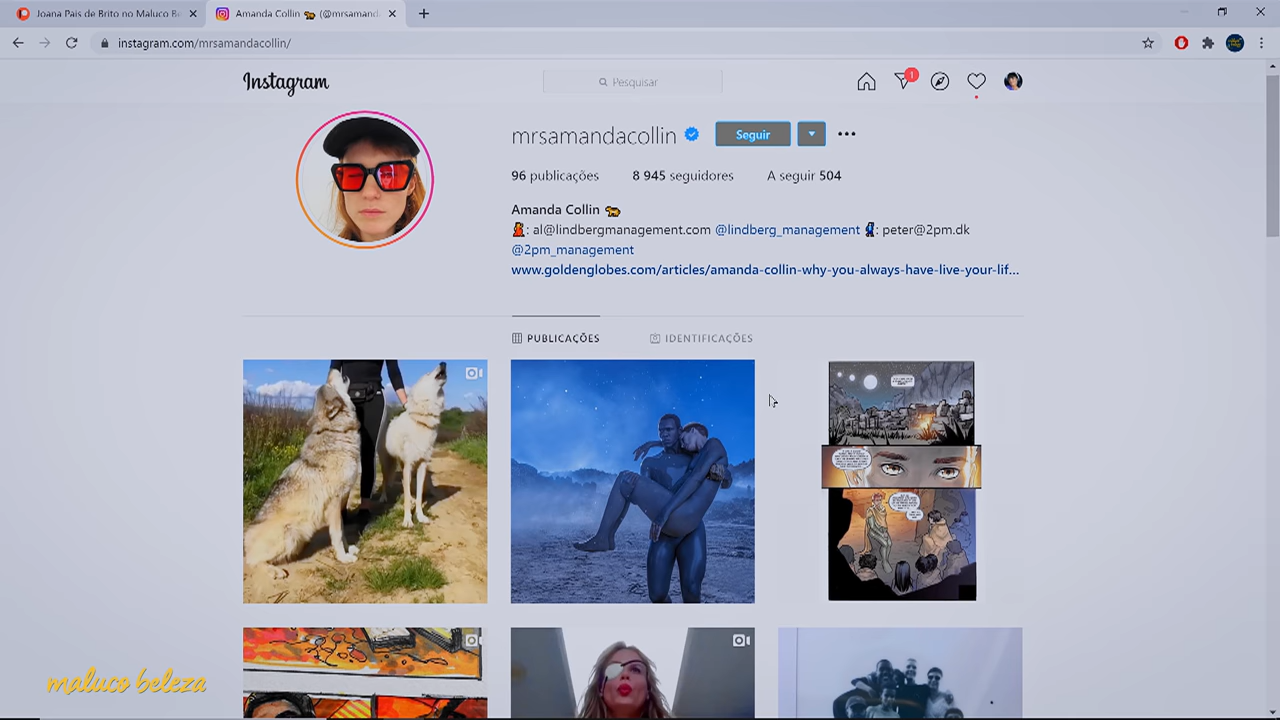 Joana Pais de Brito no Maluco Be
Amanda Collin 🐅 (@mrsamanda
instagram.com/mrsamandacollin/
Instagram
Pesquisar
1
mrsamandacollin
Seguir
96 publicações
8 945 seguidores
A seguir 504
Amanda Collin 🐅
: al@lindbergmanagement.com @lindberg_management : peter@2pm.dk
@2pm_management
www.goldenglobes.com/articles/amanda-collin-why-you-always-have-live-your-lif...
PUBLICAÇÕES
IDENTIFICAÇÕES
maluco beleza